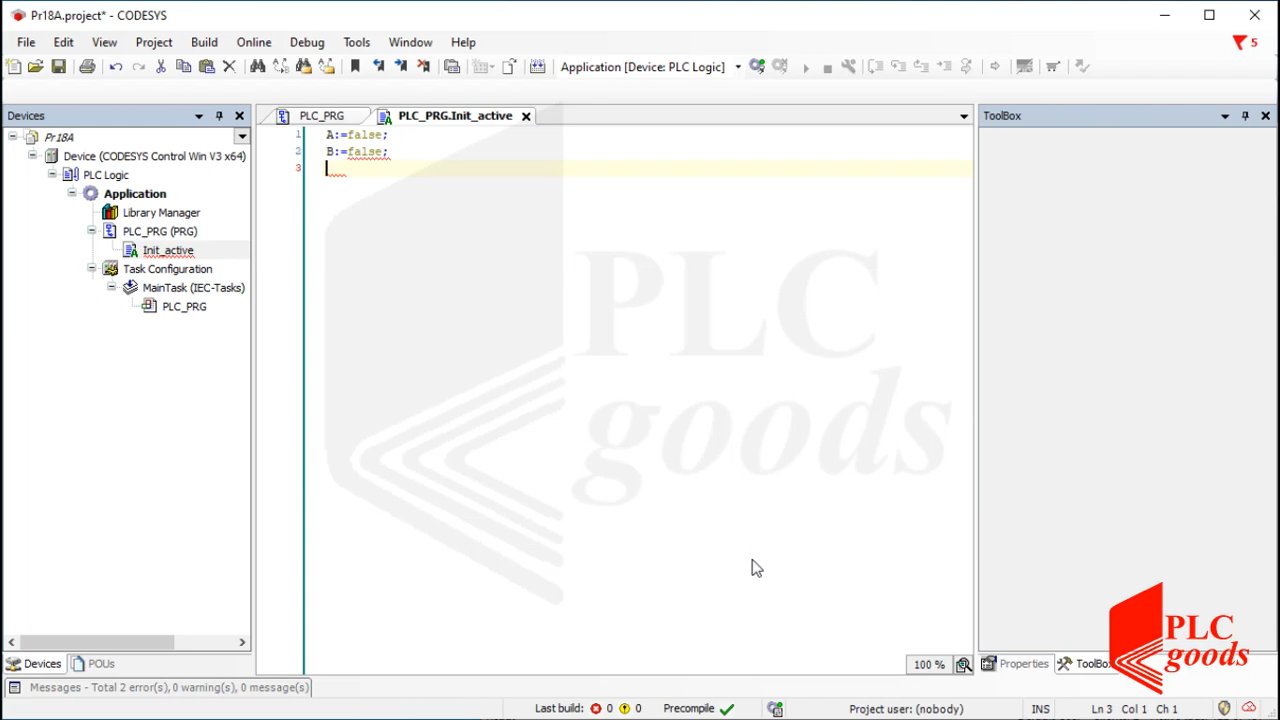 Pr18A.project* - CODESYS
File Edit View Project Build Online Debug Tools Window Help
5
Application [Device: PLC Logic]
Devices
PLC_PRG
PLC_PRG.Init_active
ToolBox
1 A:=false;
2 B:=false;
3
Pr18A
Device (CODESYS Control Win V3 x64)
PLC Logic
Application
Library Manager
PLC_PRG (PRG)
Init_active
Task Configuration
MainTask (IEC-Tasks)
PLC_PRG
PLC
goods
100 %
Devices
POUs
Properties
ToolBox
PLC
goods
Messages - Total 2 error(s), 0 warning(s), 0 message(s)
Last build: 0 0 Precompile Project user: (nobody) INS Ln 3 Col 1 Ch 1